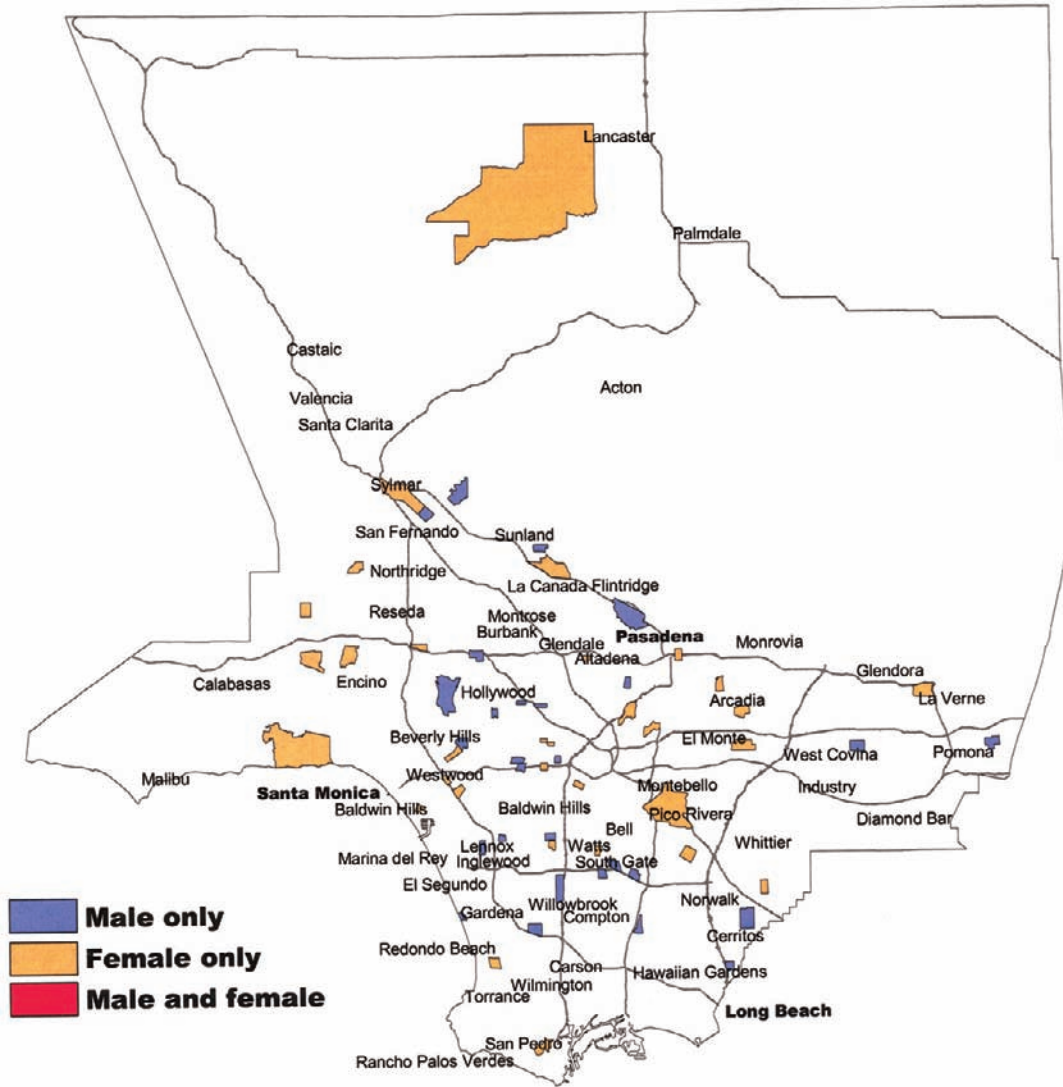 Lancaster
Palmdale
Castaic
Acton
Valencia
Santa Clarita
Sylmar
San Fernando
Sunland
Northridge
La Canada Flintridge
Reseda
Montrose
Burbank
Pasadena
Glendale
Monrovia
Altadena
Glendora
Calabasas
Encino
Hollywood
Arcadia
La Verne
Beverly Hills
El Monte
West Covina
Pomona
Malibu
Westwood
Montebello
Industry
Santa Monica
Baldwin Hills
Baldwin Hills
Pico Rivera
Diamond Bar
Bell
Whittier
Lennox
Watts
Marina del Rey
Inglewood
South Gate
El Segundo
Willowbrook
Norwalk
Gardena
Compton
Cerritos
Redondo Beach
Carson
Hawaiian Gardens
Wilmington
Torrance
Long Beach
San Pedro
Rancho Palos Verdes
Male only
Female only
Male and female